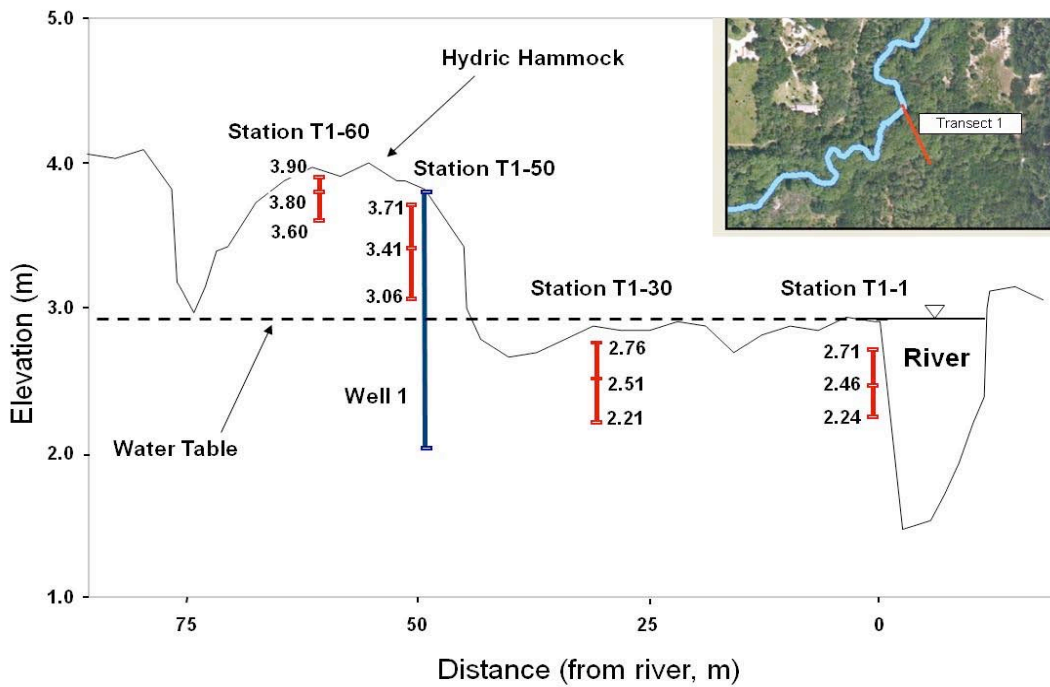 5.0
4.0
3.0
2.0
1.0
Elevation (m)
Hydric Hammock
Station T1-60
3.90
3.80
3.60
Station T1-50
3.71
3.41
3.06
Station T1-30
2.76
2.51
2.21
Station T1-1
2.71
2.46
2.24
River
Well 1
Water Table
Transect 1
75
50
25
0
Distance (from river, m)